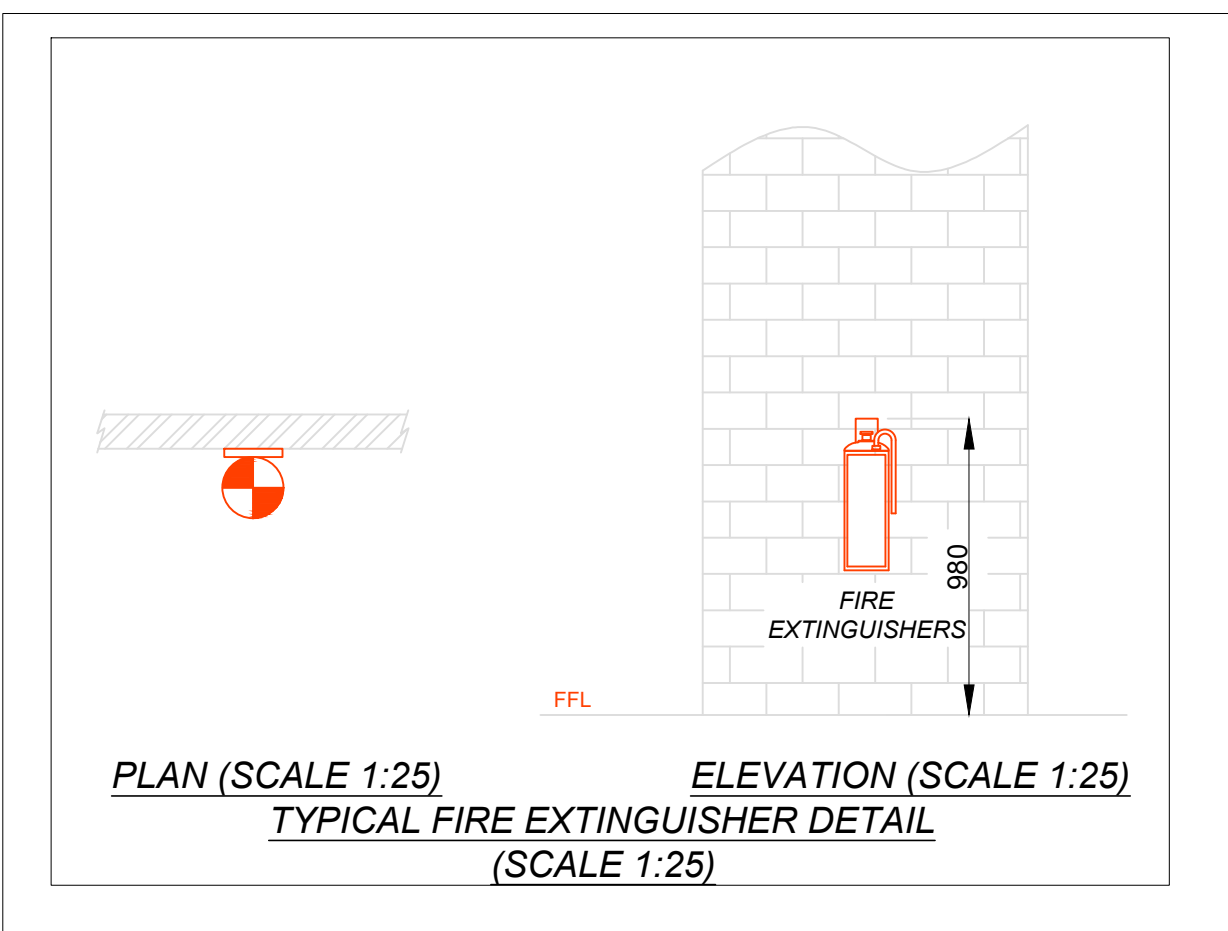 980
FIRE
EXTINGUISHERS
FFL
PLAN (SCALE 1:25)
ELEVATION (SCALE 1:25)
TYPICAL FIRE EXTINGUISHER DETAIL
(SCALE 1:25)